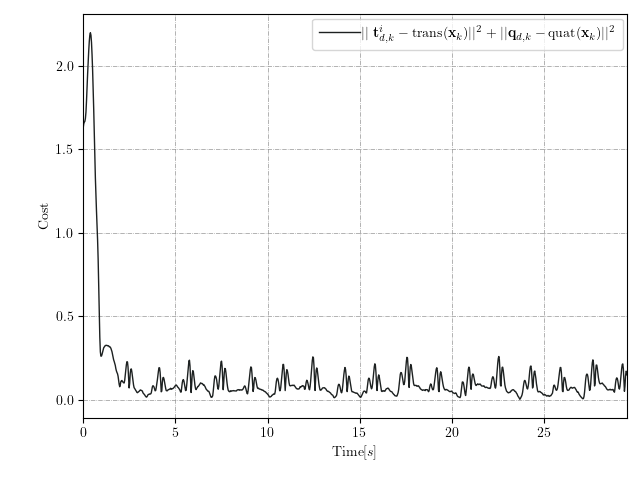 || t^i_{d,k} − trans(x_k)||² + ||q_{d,k} − quat(x_k)||²
2.0
1.5
Cost
1.0
0.5
0.0
0 5 10 15 20 25
Time[s]